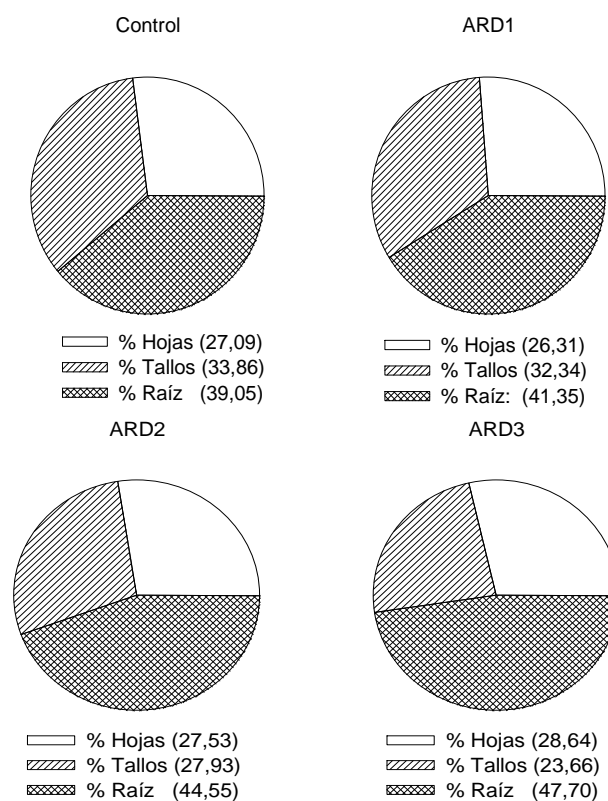 Control
% Hojas (27,09)
% Tallos (33,86)
% Raíz (39,05)
ARD1
% Hojas (26,31)
% Tallos (32,34)
% Raíz: (41,35)
ARD2
% Hojas (27,53)
% Tallos (27,93)
% Raíz (44,55)
ARD3
% Hojas (28,64)
% Tallos (23,66)
% Raíz (47,70)